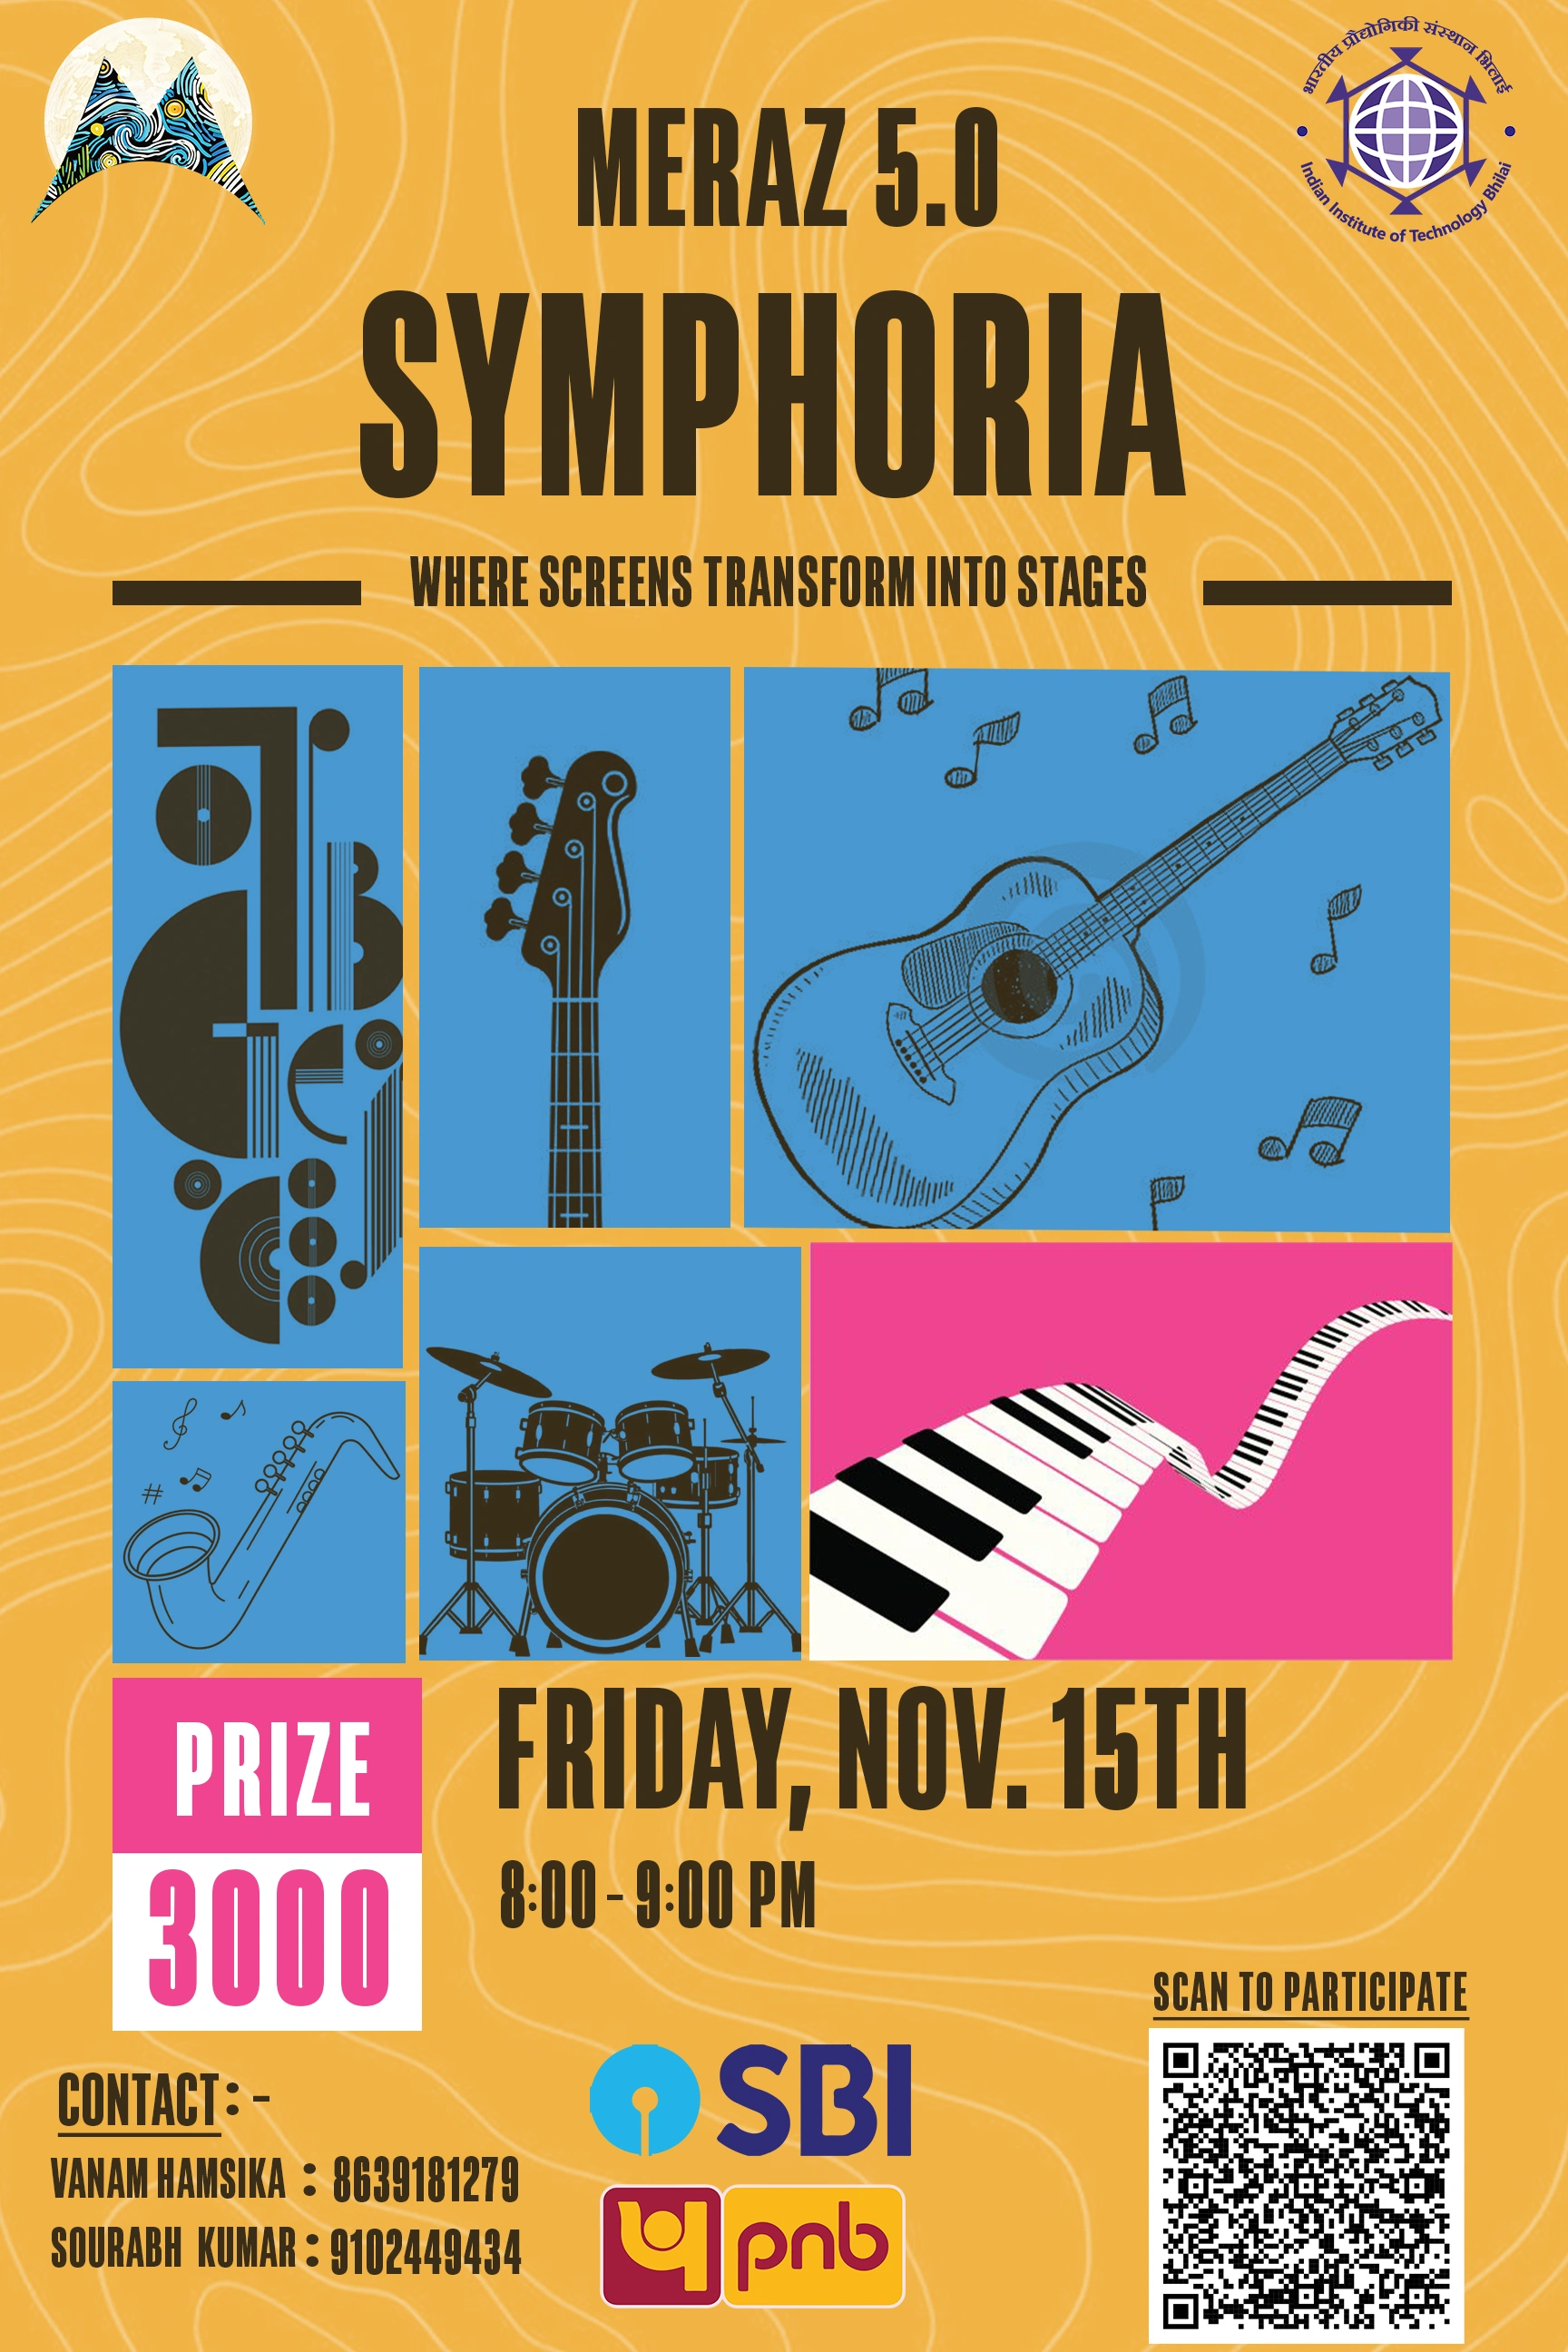 भारतीय प्रौद्योगिकी संस्थान भिलाई
Indian Institute of Technology Bhilai
MERAZ 5.0
SYMPHORIA
WHERE SCREENS TRANSFORM INTO STAGES
PRIZE
3000
FRIDAY, NOV. 15TH
8:00 - 9:00 PM
SCAN TO PARTICIPATE
CONTACT : -
VANAM HAMSIKA : 8639181279
SOURABH KUMAR : 9102449434
SBI
pnb